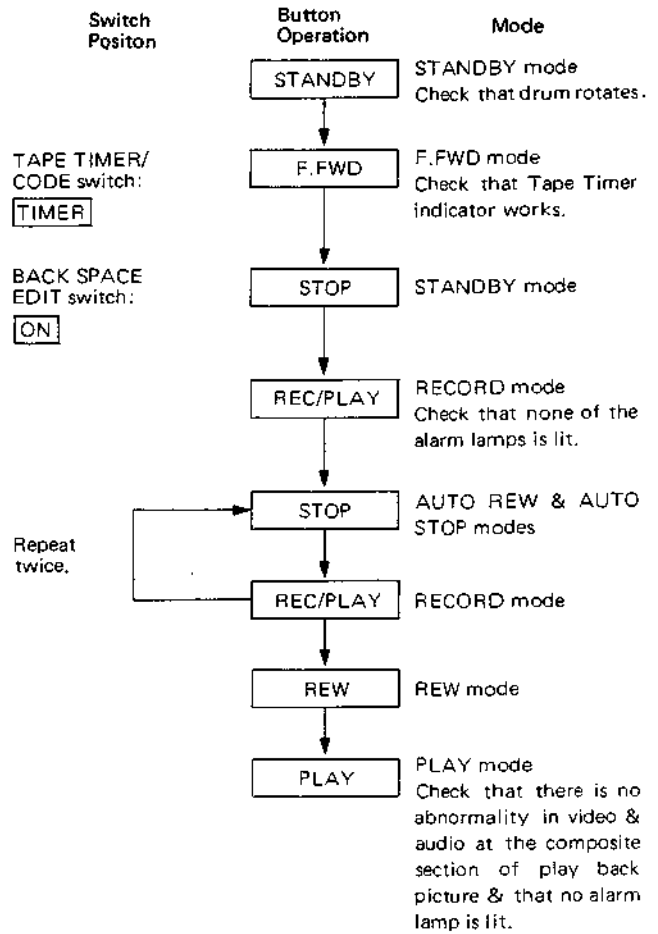 Switch
Positon
Button
Operation
Mode
STANDBY
STANDBY mode
Check that drum rotates.
TAPE TIMER/
CODE switch:
TIMER
F.FWD
F.FWD mode
Check that Tape Timer
indicator works.
BACK SPACE
EDIT switch:
ON
STOP
STANDBY mode
REC/PLAY
RECORD mode
Check that none of the
alarm lamps is lit.
STOP
AUTO REW & AUTO
STOP modes
Repeat
twice.
REC/PLAY
RECORD mode
REW
REW mode
PLAY
PLAY mode
Check that there is no
abnormality in video &
audio at the composite
section of play back
picture & that no alarm
lamp is lit.